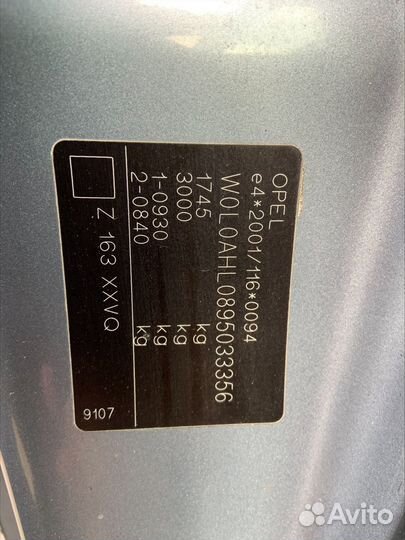 OPEL
e4*2001/116*0094
W0L0AHL0895033356
1745 kg
3000 kg
1-0930 kg
2-0840 kg
Z 163 XXVQ
9107
Avito